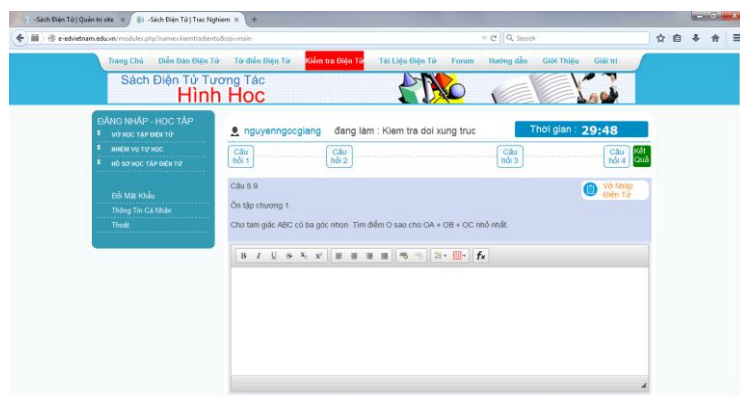 -Sách Điện Tử | Quản trị site
-Sách Điện Tử | Trac Nghiem
e-edvietnam.edu.vn/modules.php?name=kiemtradientu&op=main
Search
Trang Chủ Diễn Đàn Điện Tử Từ điển Điện Tử Kiểm tra Điện Tử Tài Liệu Điện Tử Forum Hướng dẫn Giới Thiệu Giải trí
Sách Điện Tử Tương Tác
Hình Học
ĐĂNG NHẬP - HỌC TẬP
VỞ HỌC TẬP ĐIỆN TỬ
NHIỆM VỤ TỰ HỌC
HỒ SƠ HỌC TẬP ĐIỆN TỬ
Đổi Mật Khẩu
Thông Tin Cá Nhân
Thoát
nguyenngocgiang đang làm : Kiem tra doi xung truc
Thời gian : 29:48
Câu hỏi 1
Câu hỏi 2
Câu hỏi 3
Câu hỏi 4
Kết Quả
Câu 8.9
Vở Nháp Điện Tử
Ôn tập chương 1.
Cho tam giác ABC có ba góc nhọn. Tìm điểm O sao cho OA + OB + OC nhỏ nhất.
B I U S X₂ X² fx